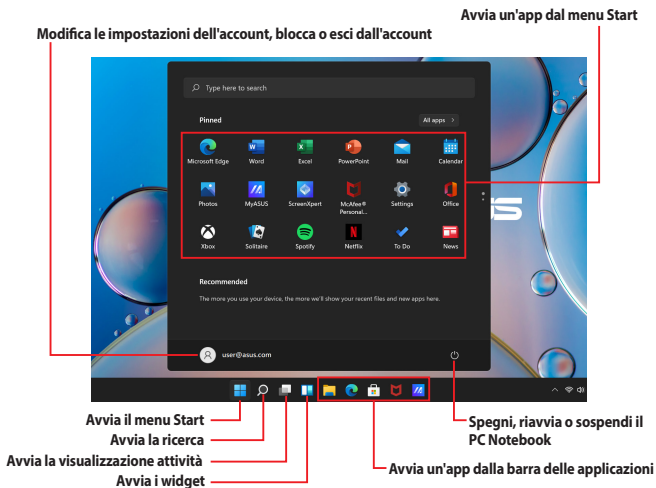 Avvia un'app dal menu Start
Modifica le impostazioni dell'account, blocca o esci dall'account
Type here to search
Pinned
All apps >
Microsoft Edge
Word
Excel
PowerPoint
Mail
Calendar
Photos
MyASUS
ScreenXpert
McAfee®
Personal...
Settings
Office
Xbox
Solitaire
Spotify
Netflix
To Do
News
Recommended
The more you use your device, the more we'll show your recent files and new apps here.
user@asus.com
Avvia il menu Start
Avvia la ricerca
Avvia la visualizzazione attività
Avvia i widget
Spegni, riavvia o sospendi il
PC Notebook
Avvia un'app dalla barra delle applicazioni